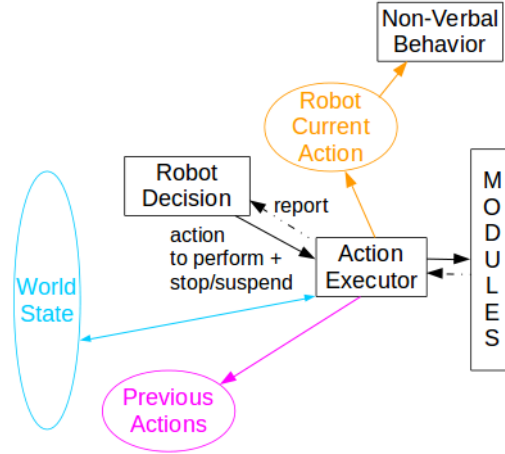 Non-Verbal
Behavior
Robot
Current
Action
Robot
Decision
report
action
to perform +
stop/suspend
Action
Executor
M
O
D
U
L
E
S
World
State
Previous
Actions